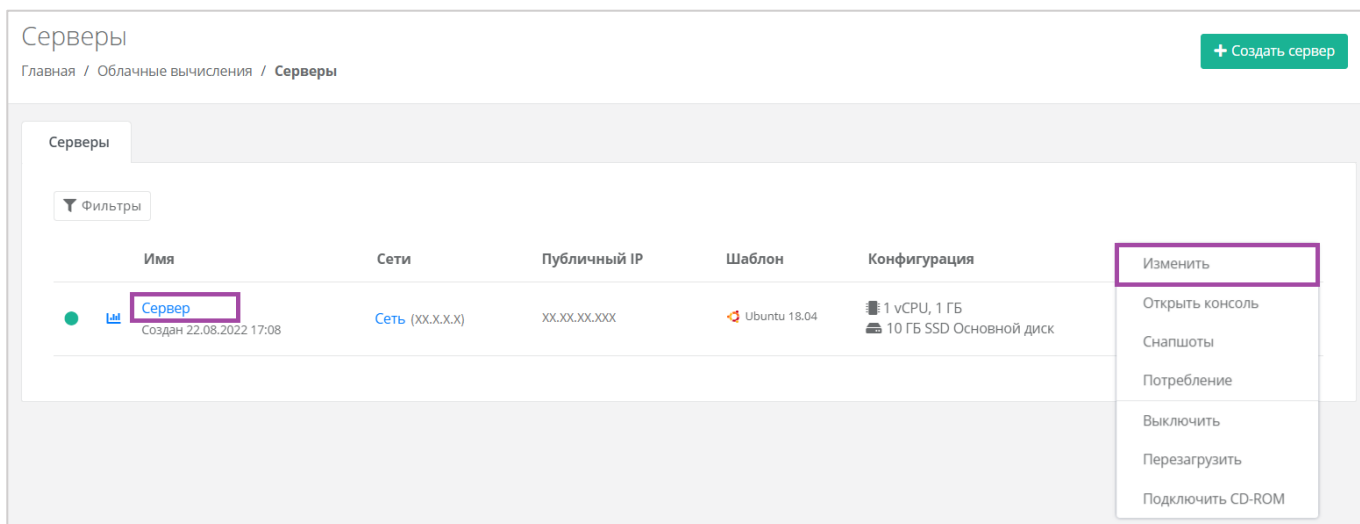 Серверы
+ Создать сервер
Главная / Облачные вычисления / Серверы
Серверы
Фильтры
Имя Сети Публичный IP Шаблон Конфигурация
Сервер
Создан 22.08.2022 17:08
Сеть (XX.X.X.X)
XX.XX.XX.XXX
Ubuntu 18.04
1 vCPU, 1 ГБ
10 ГБ SSD Основной диск
Изменить
Открыть консоль
Снапшоты
Потребление
Выключить
Перезагрузить
Подключить CD-ROM